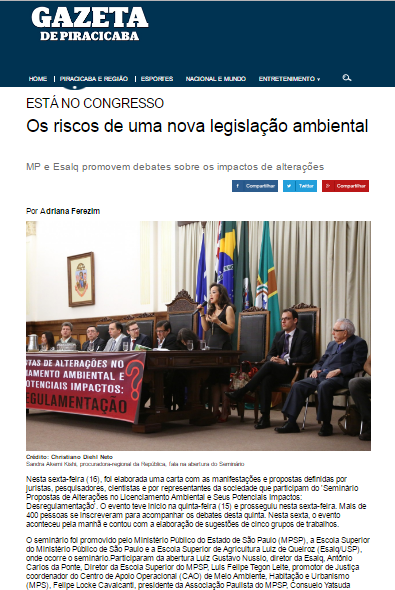 GAZETA
DE PIRACICABA
HOME
PIRACICABA E REGIÃO
ESPORTES
NACIONAL E MUNDO
ENTRETENIMENTO
ESTÁ NO CONGRESSO
Os riscos de uma nova legislação ambiental
MP e Esalq promovem debates sobre os impactos de alterações
Compartilhar
Twitter
Compartilhar
Por Adriana Ferezim
TAS DE ALTERAÇÕES NO
CIAMENTO AMBIENTAL E
OTENCIAIS IMPACTOS:
REGULAMENTAÇÃO?
Crédito: Christiano Diehl Neto
Sandra Akemi Kishi, procuradora-regional da República, fala na abertura do Seminário
Nesta sexta-feira (16), foi elaborada uma carta com as manifestações e propostas definidas por
juristas, pesquisadores, cientistas e por representantes da sociedade que participam do 'Seminário
Propostas de Alterações no Licenciamento Ambiental e Seus Potenciais Impactos:
Desregulamentação'. O evento teve início na quinta-feira (15) e prosseguiu nesta sexta-feira. Mais de
400 pessoas se inscreveram para acompanhar os debates desta quinta. Nesta sexta, o evento
aconteceu pela manhã e contou com a elaboração de sugestões de cinco grupos de trabalhos.
O seminário foi promovido pelo Ministério Público do Estado de São Paulo (MPSP), a Escola Superior
do Ministério Público de São Paulo e a Escola Superior de Agricultura Luiz de Queiroz (Esalq/USP),
onde ocorre o seminário.Participaram da abertura Luiz Gustavo Nussio, diretor da Esalq, Antônio
Carlos da Ponte, Diretor da Escola Superior do MPSP, Luis Felipe Tegon Leite, promotor de Justiça
coordenador do Centro de Apoio Operacional (CAO) de Meio Ambiente, Habitação e Urbanismo
(MPS), Felipe Locke Cavalcanti, presidente da Associação Paulista do MPSP, Consuelo Yatsuda